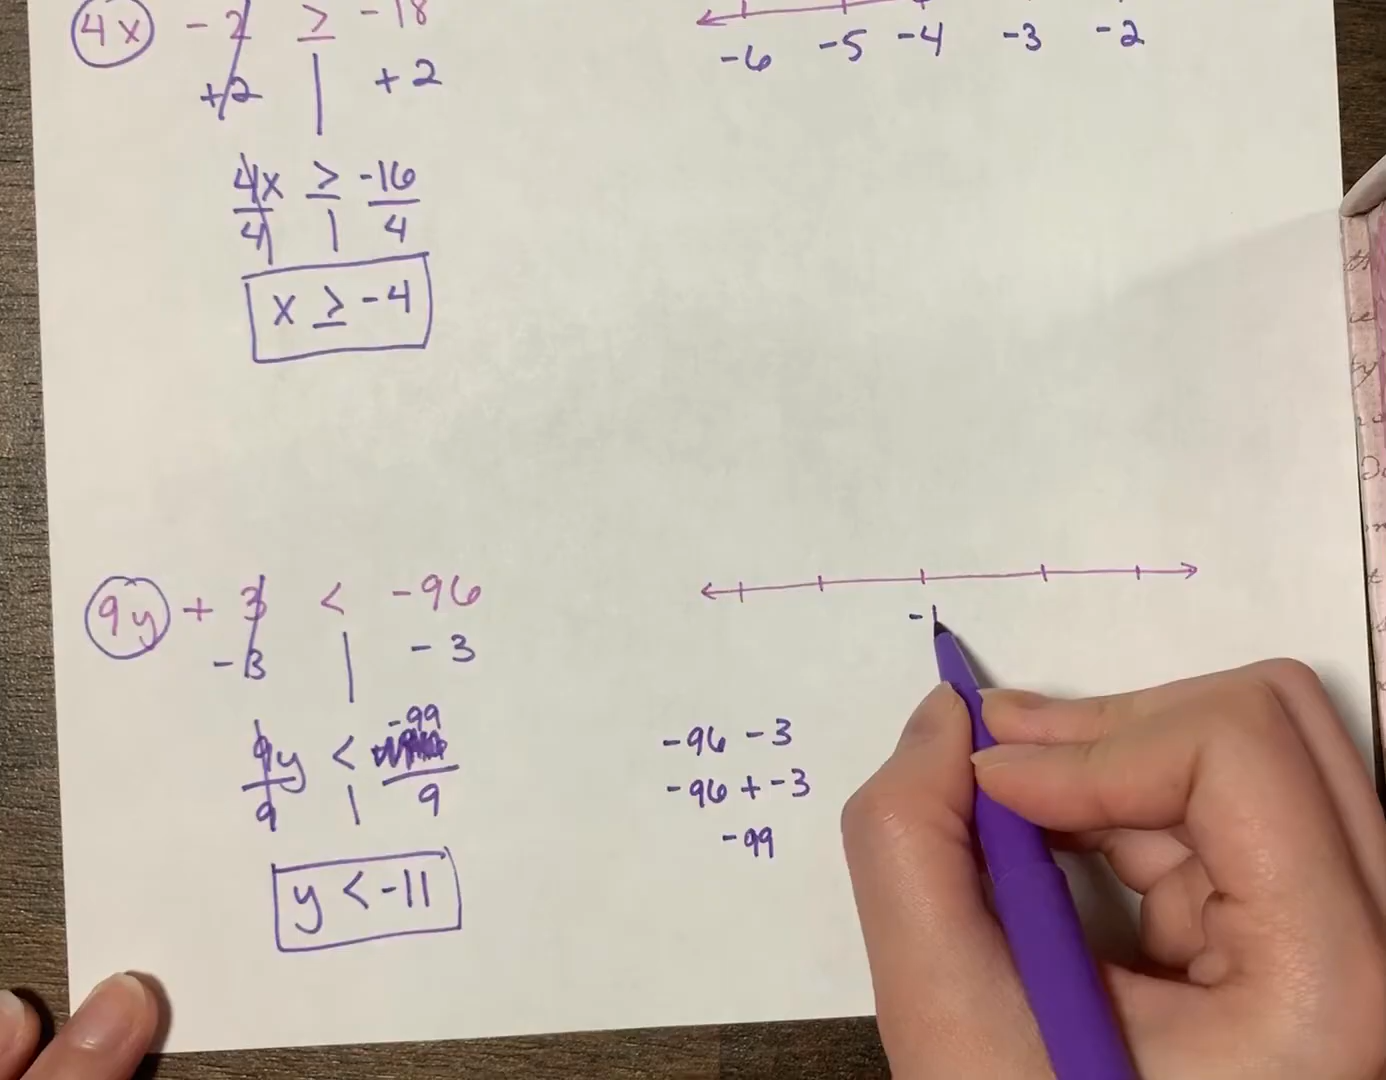 4x - 2 ≥ -18
+2 | +2
4x ≥ -16
4 | 4
x ≥ -4
-6 -5 -4 -3 -2
9y + 3 < -96
-3 | -3
-99
9y <
9 | 9
y < -11
-1
-96 -3
-96 + -3
-99